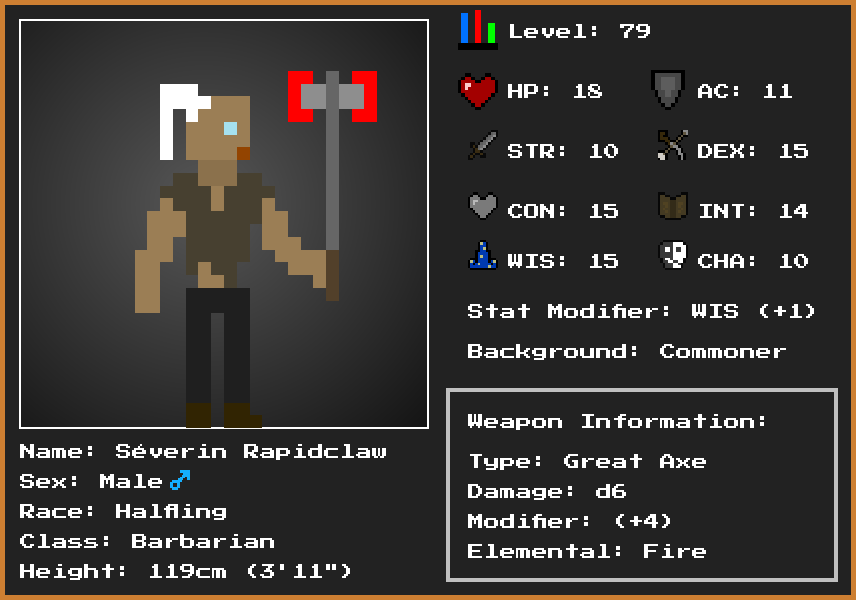 Level: 79
HP: 18
AC: 11
STR: 10
DEX: 15
CON: 15
INT: 14
WIS: 15
CHA: 10
Stat Modifier: WIS (+1)
Background: Commoner
Weapon Information:
Type: Great Axe
Damage: d6
Modifier: (+4)
Elemental: Fire
Name: Séverin Rapidclaw
Sex: Male♂
Race: Halfling
Class: Barbarian
Height: 119cm (3'11")